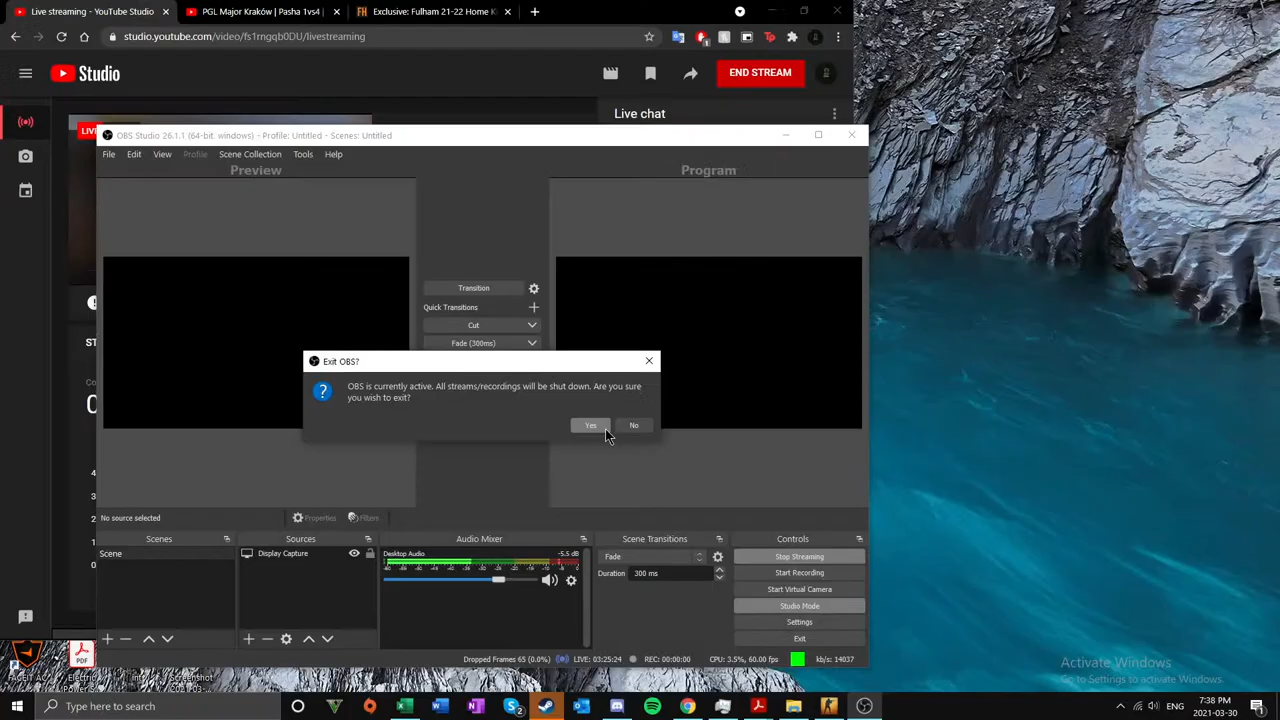 Live streaming - YouTube Studio
PGL Major Kraków | Pasha 1vs4 |
Exclusive: Fulham 21-22 Home K
studio.youtube.com/video/fs1rngqb0DU/livestreaming
Studio
END STREAM
Live chat
LIV
OBS Studio 26.1.1 (64-bit, windows) - Profile: Untitled - Scenes: Untitled
File Edit View Profile Scene Collection Tools Help
Preview
Program
Transition
Quick Transitions
Cut
Fade (300ms)
Exit OBS?
OBS is currently active. All streams/recordings will be shut down. Are you sure
you wish to exit?
Yes No
No source selected
Properties
Filters
Scenes
Sources
Audio Mixer
Scene Transitions
Controls
Scene
Display Capture
Desktop Audio
-5.5 dB
Fade
Duration 300 ms
Stop Streaming
Start Recording
Start Virtual Camera
Studio Mode
Settings
Exit
Dropped Frames 65 (0.0%)
LIVE: 03:25:24
REC: 00:00:00
CPU: 3.5%, 60.00 fps
kb/s: 14037
PDF
Activate Windows
Go to Settings to activate Windows.
Type here to search
7:38 PM
2021-03-30